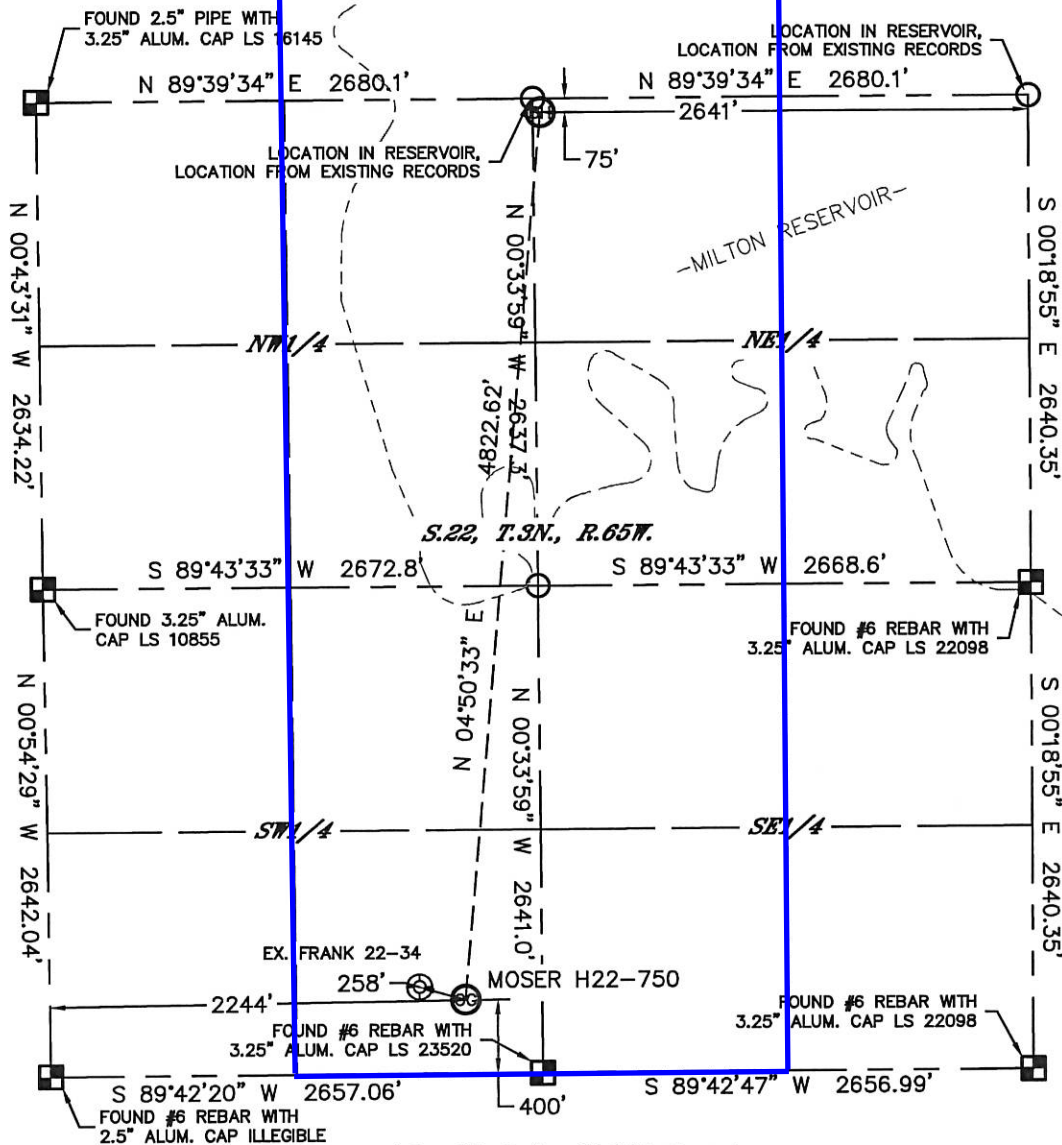 FOUND 2.5" PIPE WITH
3.25" ALUM. CAP LS 16145
LOCATION IN RESERVOIR,
LOCATION FROM EXISTING RECORDS
N 89°39'34" E 2680.1'
N 89°39'34" E 2680.1'
2641'
LOCATION IN RESERVOIR,
LOCATION FROM EXISTING RECORDS
75'
-MILTON RESERVOIR-
N 00°43'31" W 2634.22'
N 00°33'59" W 2637.3'
S 00°18'55" E 2640.35'
NW1/4
NE1/4
4822.62'
S.22, T.3N., R.65W.
S 89°43'33" W 2672.8'
S 89°43'33" W 2668.6'
FOUND 3.25" ALUM.
CAP LS 10855
FOUND #6 REBAR WITH
3.25" ALUM. CAP LS 22098
N 04°50'33" E
N 00°54'29" W 2642.04'
N 00°33'59" W 2641.0'
S 00°18'55" E 2640.35'
SW1/4
SE1/4
EX. FRANK 22-34
258'
MOSER H22-750
2244'
FOUND #6 REBAR WITH
3.25" ALUM. CAP LS 23520
FOUND #6 REBAR WITH
3.25" ALUM. CAP LS 22098
S 89°42'20" W 2657.06'
S 89°42'47" W 2656.99'
400'
FOUND #6 REBAR WITH
2.5" ALUM. CAP ILLEGIBLE